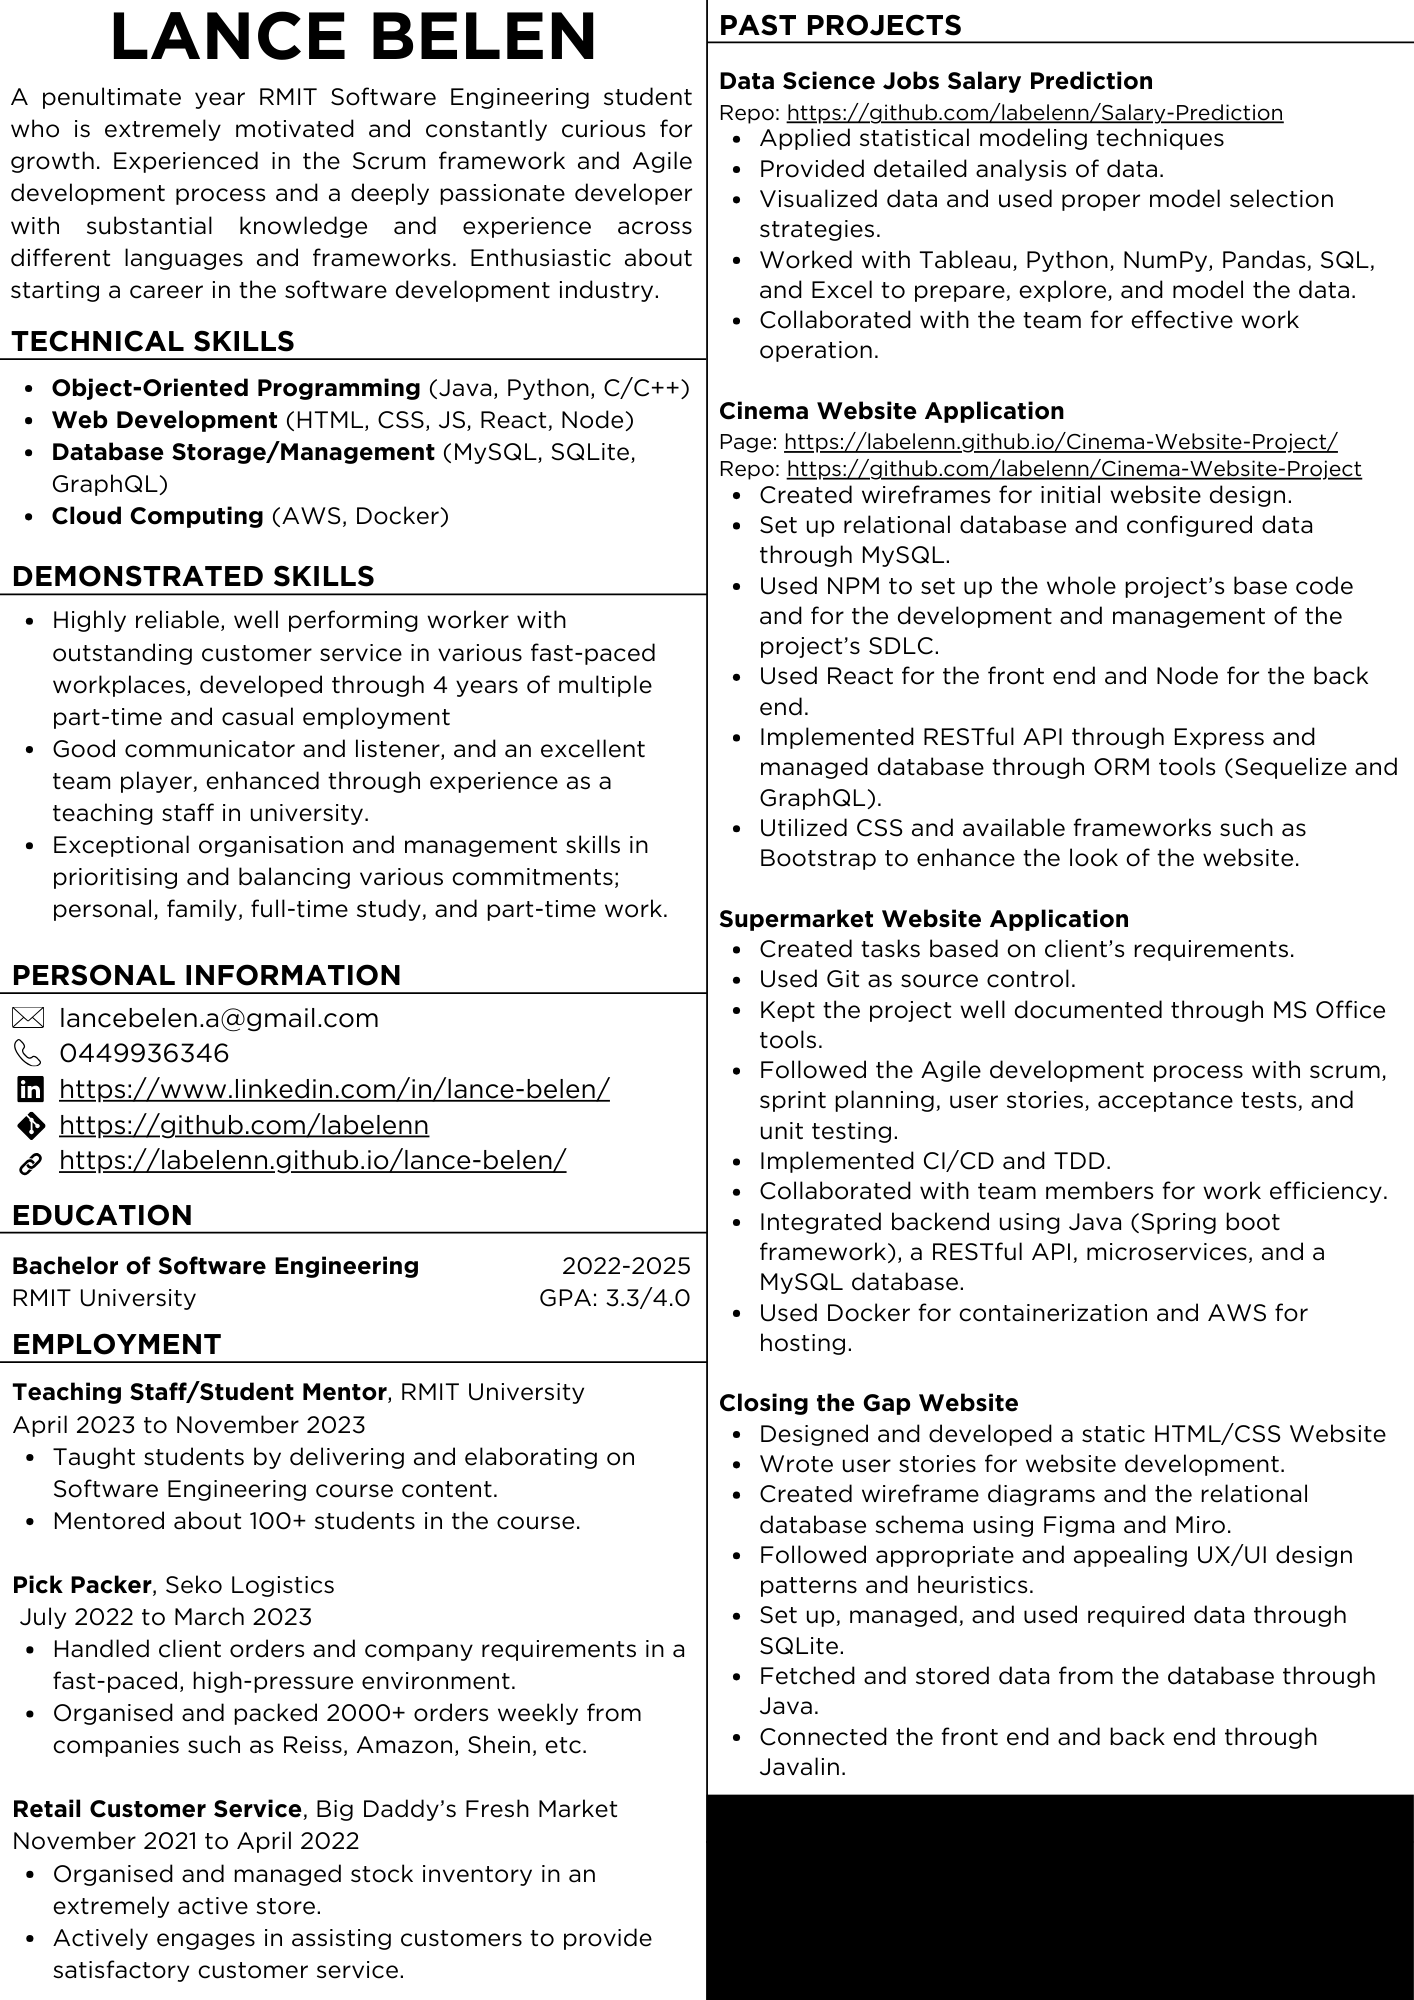 LANCE BELEN
A penultimate year RMIT Software Engineering student
who is extremely motivated and constantly curious for
growth. Experienced in the Scrum framework and Agile
development process and a deeply passionate developer
with substantial knowledge and experience across
different languages and frameworks. Enthusiastic about
starting a career in the software development industry.
TECHNICAL SKILLS
• Object-Oriented Programming (Java, Python, C/C++)
• Web Development (HTML, CSS, JS, React, Node)
• Database Storage/Management (MySQL, SQLite,
GraphQL)
• Cloud Computing (AWS, Docker)
DEMONSTRATED SKILLS
• Highly reliable, well performing worker with
outstanding customer service in various fast-paced
workplaces, developed through 4 years of multiple
part-time and casual employment
• Good communicator and listener, and an excellent
team player, enhanced through experience as a
teaching staff in university.
• Exceptional organisation and management skills in
prioritising and balancing various commitments;
personal, family, full-time study, and part-time work.
PERSONAL INFORMATION
lancebelen.a@gmail.com
0449936346
in https://www.linkedin.com/in/lance-belen/
https://github.com/labelenn
https://labelenn.github.io/lance-belen/
EDUCATION
Bachelor of Software Engineering 2022-2025
RMIT University GPA: 3.3/4.0
EMPLOYMENT
Teaching Staff/Student Mentor, RMIT University
April 2023 to November 2023
• Taught students by delivering and elaborating on
Software Engineering course content.
• Mentored about 100+ students in the course.
Pick Packer, Seko Logistics
July 2022 to March 2023
• Handled client orders and company requirements in a
fast-paced, high-pressure environment.
• Organised and packed 2000+ orders weekly from
companies such as Reiss, Amazon, Shein, etc.
Retail Customer Service, Big Daddy’s Fresh Market
November 2021 to April 2022
• Organised and managed stock inventory in an
extremely active store.
• Actively engages in assisting customers to provide
satisfactory customer service.
PAST PROJECTS
Data Science Jobs Salary Prediction
Repo: https://github.com/labelenn/Salary-Prediction
• Applied statistical modeling techniques
• Provided detailed analysis of data.
• Visualized data and used proper model selection
strategies.
• Worked with Tableau, Python, NumPy, Pandas, SQL,
and Excel to prepare, explore, and model the data.
• Collaborated with the team for effective work
operation.
Cinema Website Application
Page: https://labelenn.github.io/Cinema-Website-Project/
Repo: https://github.com/labelenn/Cinema-Website-Project
• Created wireframes for initial website design.
• Set up relational database and configured data
through MySQL.
• Used NPM to set up the whole project’s base code
and for the development and management of the
project’s SDLC.
• Used React for the front end and Node for the back
end.
• Implemented RESTful API through Express and
managed database through ORM tools (Sequelize and
GraphQL).
• Utilized CSS and available frameworks such as
Bootstrap to enhance the look of the website.
Supermarket Website Application
• Created tasks based on client’s requirements.
• Used Git as source control.
• Kept the project well documented through MS Office
tools.
• Followed the Agile development process with scrum,
sprint planning, user stories, acceptance tests, and
unit testing.
• Implemented CI/CD and TDD.
• Collaborated with team members for work efficiency.
• Integrated backend using Java (Spring boot
framework), a RESTful API, microservices, and a
MySQL database.
• Used Docker for containerization and AWS for
hosting.
Closing the Gap Website
• Designed and developed a static HTML/CSS Website
• Wrote user stories for website development.
• Created wireframe diagrams and the relational
database schema using Figma and Miro.
• Followed appropriate and appealing UX/UI design
patterns and heuristics.
• Set up, managed, and used required data through
SQLite.
• Fetched and stored data from the database through
Java.
• Connected the front end and back end through
Javalin.